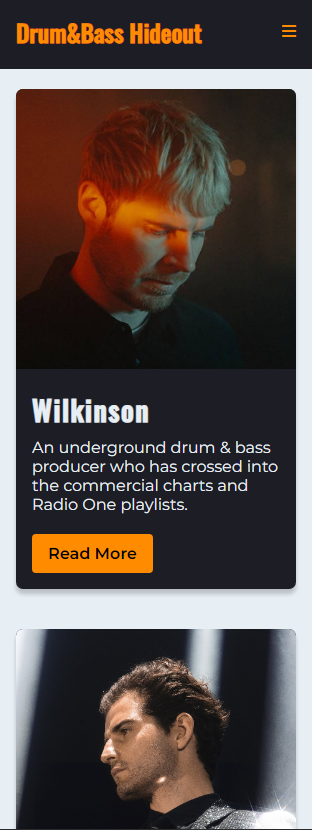 Drum&Bass Hideout
Wilkinson
An underground drum & bass
producer who has crossed into
the commercial charts and
Radio One playlists.
Read More